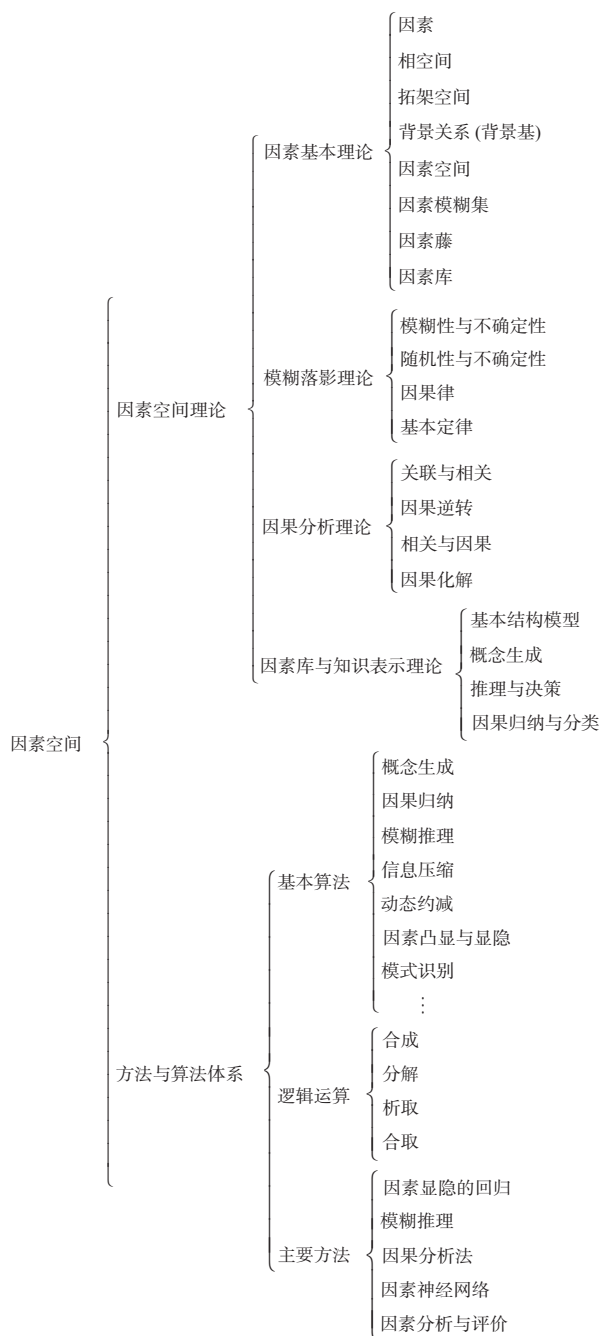 因素
相空间
拓架空间
背景关系 (背景基)
因素基本理论
因素空间
因素模糊集
因素藤
因素库
模糊性与不确定性
随机性与不确定性
模糊落影理论
因果律
因素空间理论
基本定律
关联与相关
因果逆转
因果分析理论
相关与因果
因果化解
基本结构模型
概念生成
因素库与知识表示理论
推理与决策
因果归纳与分类
因素空间
概念生成
因果归纳
模糊推理
信息压缩
基本算法
动态约减
因素凸显与显隐
模式识别
⋮
合成
方法与算法体系
分解
逻辑运算
析取
合取
因素显隐的回归
模糊推理
主要方法
因果分析法
因素神经网络
因素分析与评价